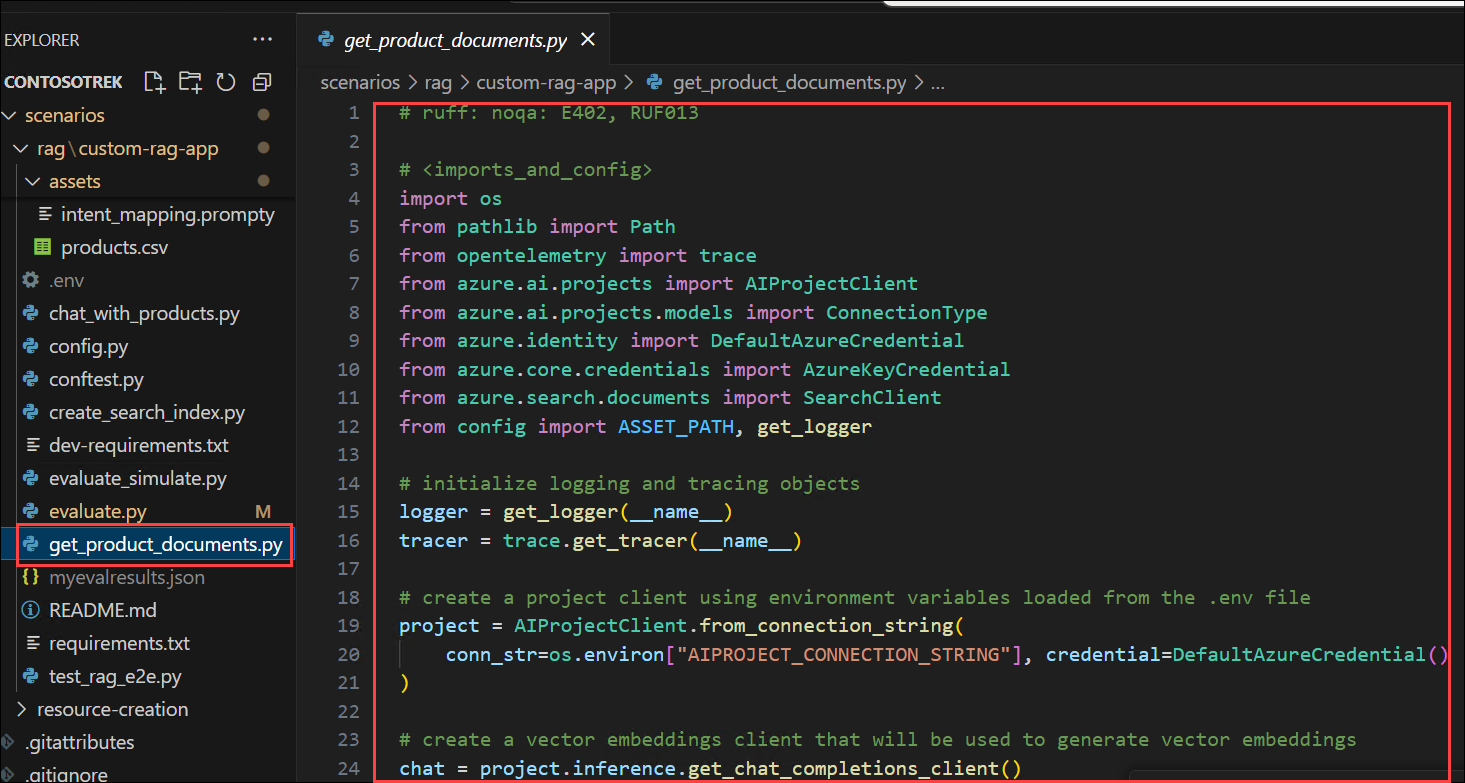 EXPLORER
...
CONTOSOTREK
scenarios
rag\custom-rag-app
assets
intent_mapping.prompty
products.csv
.env
chat_with_products.py
config.py
conftest.py
create_search_index.py
dev-requirements.txt
evaluate_simulate.py
evaluate.py M
get_product_documents.py
myevalresults.json
README.md
requirements.txt
test_rag_e2e.py
resource-creation
.gitattributes
.gitignore
get_product_documents.py
scenarios > rag > custom-rag-app > get_product_documents.py > ...
1 # ruff: noqa: E402, RUF013
2
3 # <imports_and_config>
4 import os
5 from pathlib import Path
6 from opentelemetry import trace
7 from azure.ai.projects import AIProjectClient
8 from azure.ai.projects.models import ConnectionType
9 from azure.identity import DefaultAzureCredential
10 from azure.core.credentials import AzureKeyCredential
11 from azure.search.documents import SearchClient
12 from config import ASSET_PATH, get_logger
13
14 # initialize logging and tracing objects
15 logger = get_logger(__name__)
16 tracer = trace.get_tracer(__name__)
17
18 # create a project client using environment variables loaded from the .env file
19 project = AIProjectClient.from_connection_string(
20 conn_str=os.environ["AIPROJECT_CONNECTION_STRING"], credential=DefaultAzureCredential()
21 )
22
23 # create a vector embeddings client that will be used to generate vector embeddings
24 chat = project.inference.get_chat_completions_client()